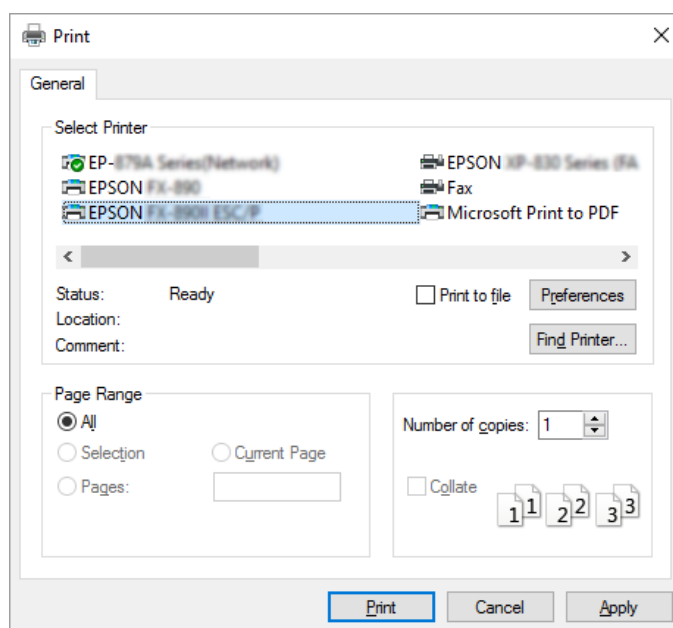 Print
General
Select Printer
EP-
EPSON
EPSON
EPSON
Fax
Microsoft Print to PDF
Status: Ready
Location:
Comment:
Print to file
Preferences
Find Printer...
Page Range
All
Selection
Current Page
Pages:
Number of copies: 1
Collate
1 1 2 2 3 3
Print
Cancel
Apply